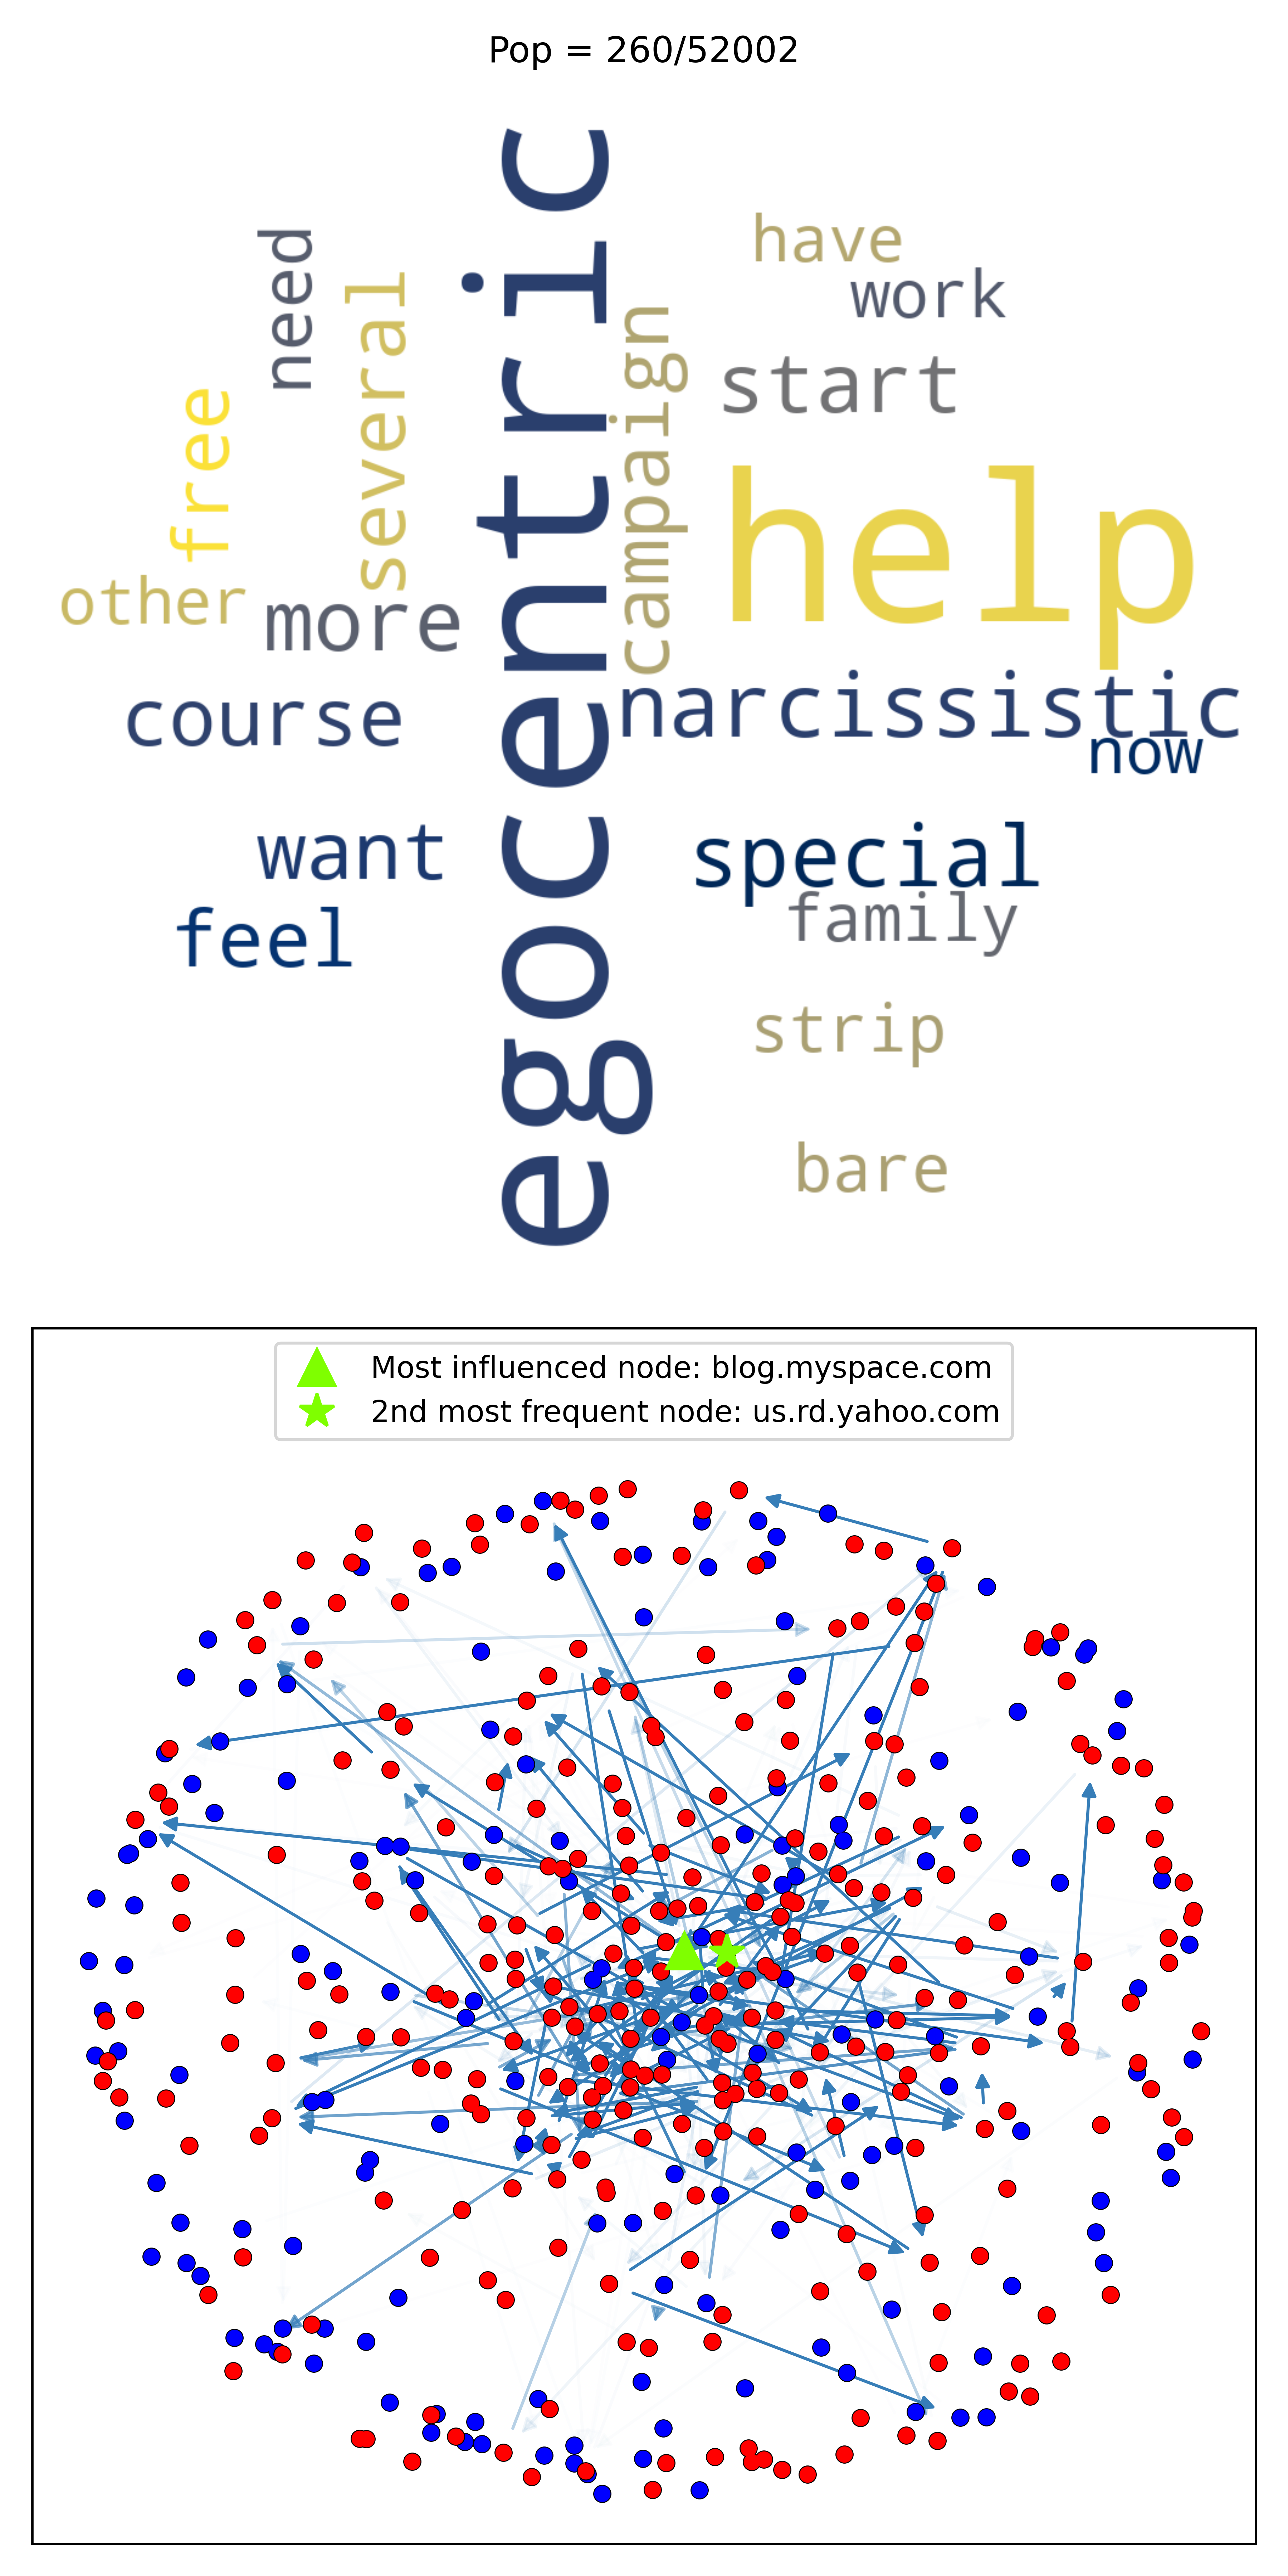 Pop = 260/52002
egocentric
need
several
free
other
more
course
want
feel
have
work
start
campaign
help
narcissistic
now
special
family
strip
bare
Most influenced node: blog.myspace.com
2nd most frequent node: us.rd.yahoo.com